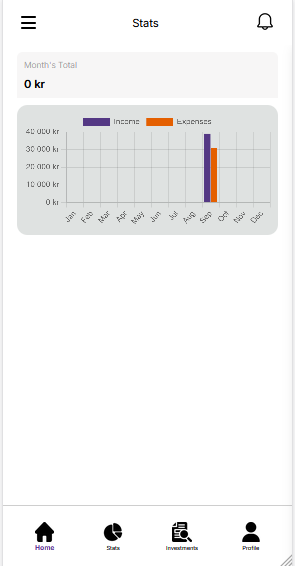 Stats
Month's Total
0 kr
Income Expenses
40 000 kr
30 000 kr
20 000 kr
10 000 kr
0 kr
Jan Feb Mar Apr May Jun Jul Aug Sep Oct Nov Dec
Home Stats Investments Profile